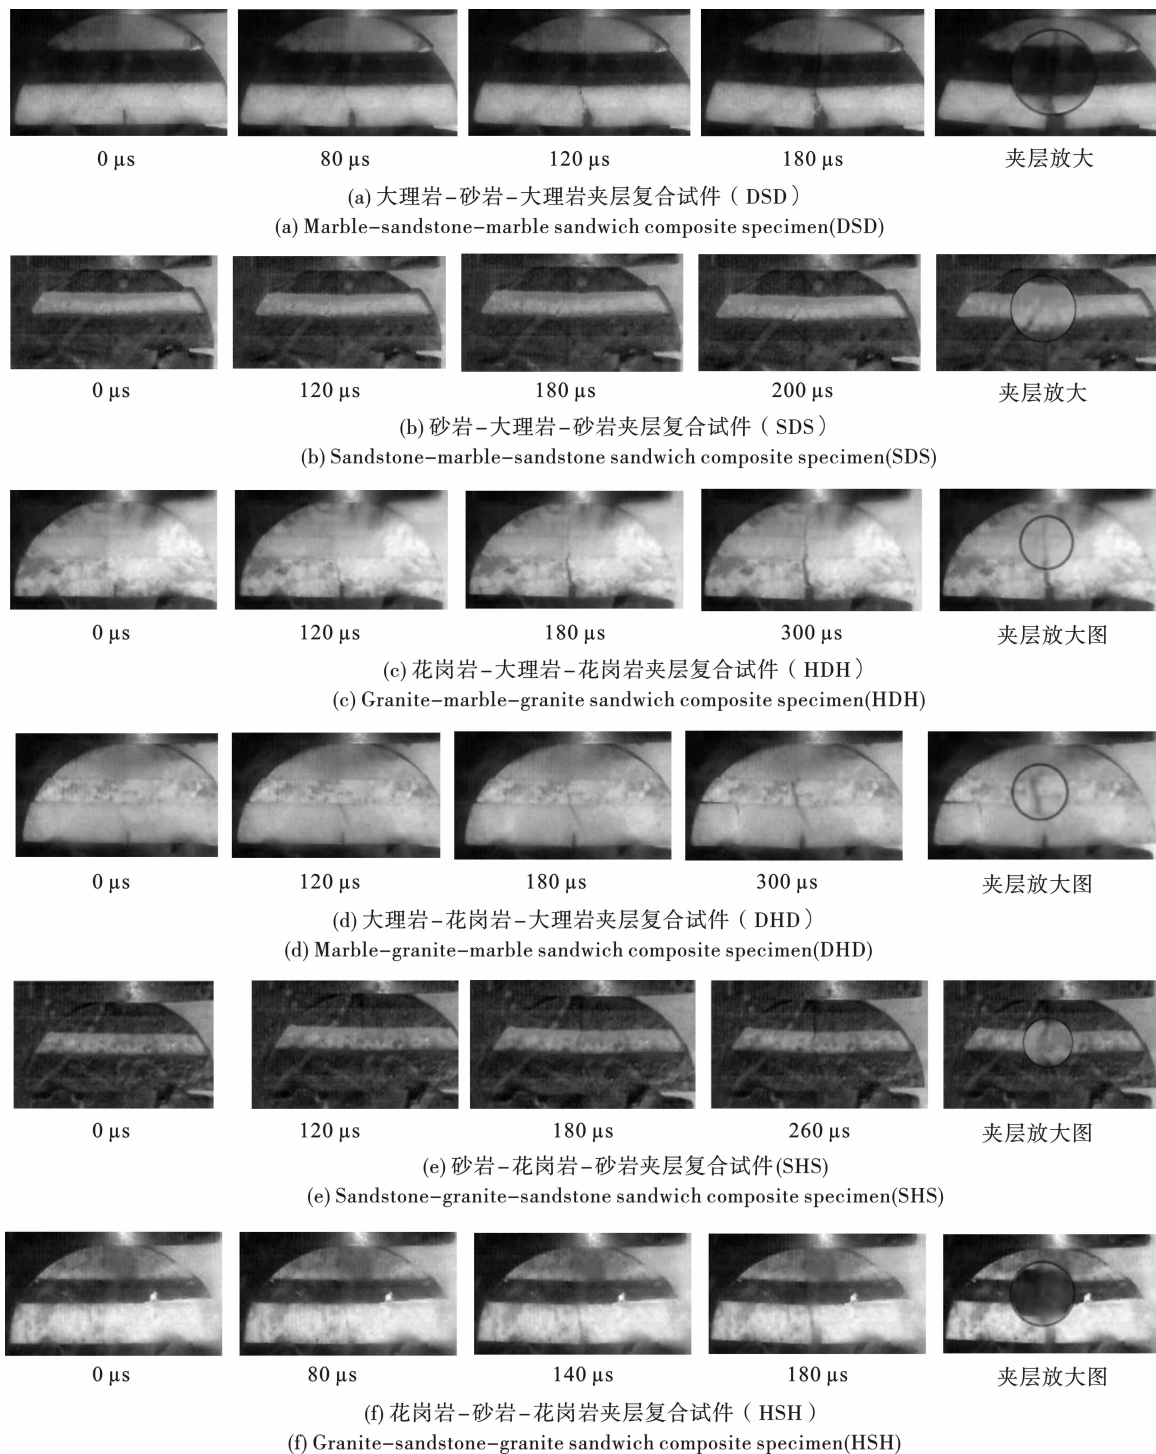 0 μs 80 μs 120 μs 180 μs 夹层放大
(a) 大理岩-砂岩-大理岩夹层复合试件（DSD）
(a) Marble-sandstone-marble sandwich composite specimen(DSD)
0 μs 120 μs 180 μs 200 μs 夹层放大
(b) 砂岩-大理岩-砂岩夹层复合试件（SDS）
(b) Sandstone-marble-sandstone sandwich composite specimen(SDS)
0 μs 120 μs 180 μs 300 μs 夹层放大图
(c) 花岗岩-大理岩-花岗岩夹层复合试件（HDH）
(c) Granite-marble-granite sandwich composite specimen(HDH)
0 μs 120 μs 180 μs 300 μs 夹层放大图
(d) 大理岩-花岗岩-大理岩夹层复合试件（DHD）
(d) Marble-granite-marble sandwich composite specimen(DHD)
0 μs 120 μs 180 μs 260 μs 夹层放大图
(e) 砂岩-花岗岩-砂岩夹层复合试件(SHS)
(e) Sandstone-granite-sandstone sandwich composite specimen(SHS)
0 μs 80 μs 140 μs 180 μs 夹层放大图
(f) 花岗岩-砂岩-花岗岩夹层复合试件（HSH）
(f) Granite-sandstone-granite sandwich composite specimen(HSH)